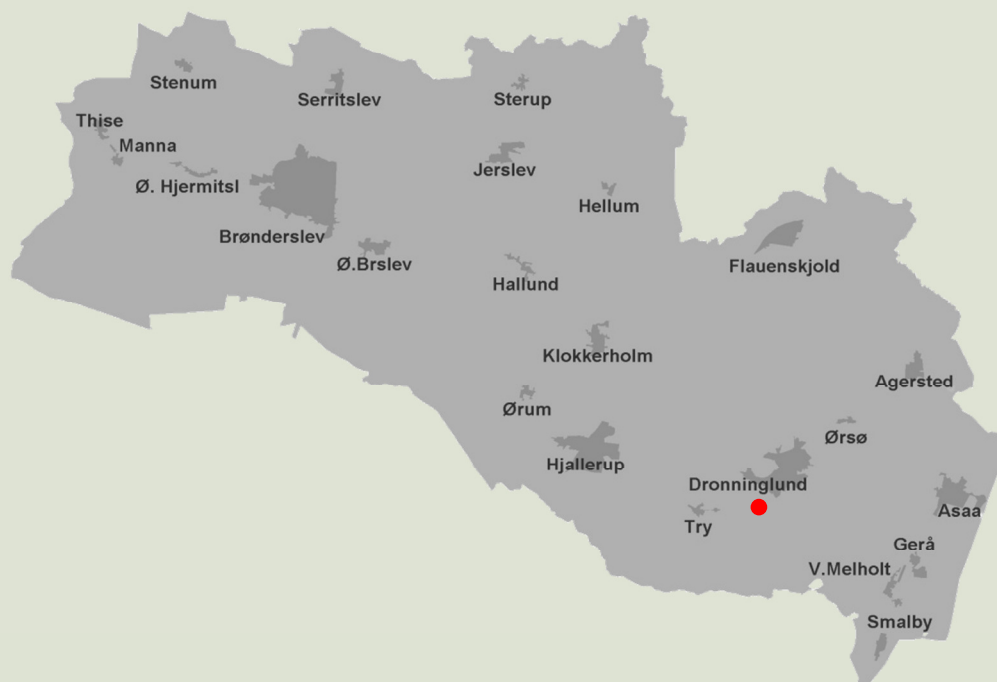 Stenum
Serritslev
Sterup
Thise
Manna
Jerslev
Ø. Hjermitsl
Hellum
Brønderslev
Ø.Brslev
Flauenskjold
Hallund
Klokkerholm
Agersted
Ørum
Ørsø
Hjallerup
Dronninglund
Asaa
Try
Gerå
V.Melholt
Smalby